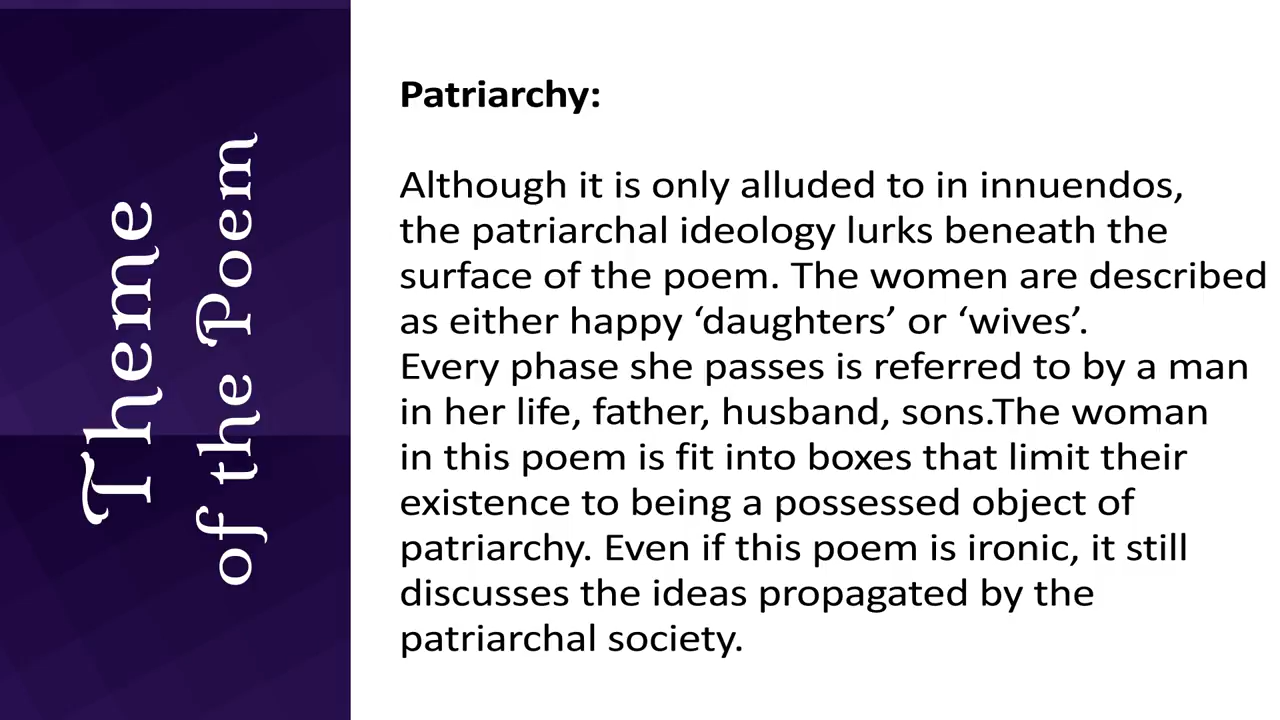 Theme
of the Poem
Patriarchy:
Although it is only alluded to in innuendos,
the patriarchal ideology lurks beneath the
surface of the poem. The women are described
as either happy ‘daughters’ or ‘wives’.
Every phase she passes is referred to by a man
in her life, father, husband, sons.The woman
in this poem is fit into boxes that limit their
existence to being a possessed object of
patriarchy. Even if this poem is ironic, it still
discusses the ideas propagated by the
patriarchal society.